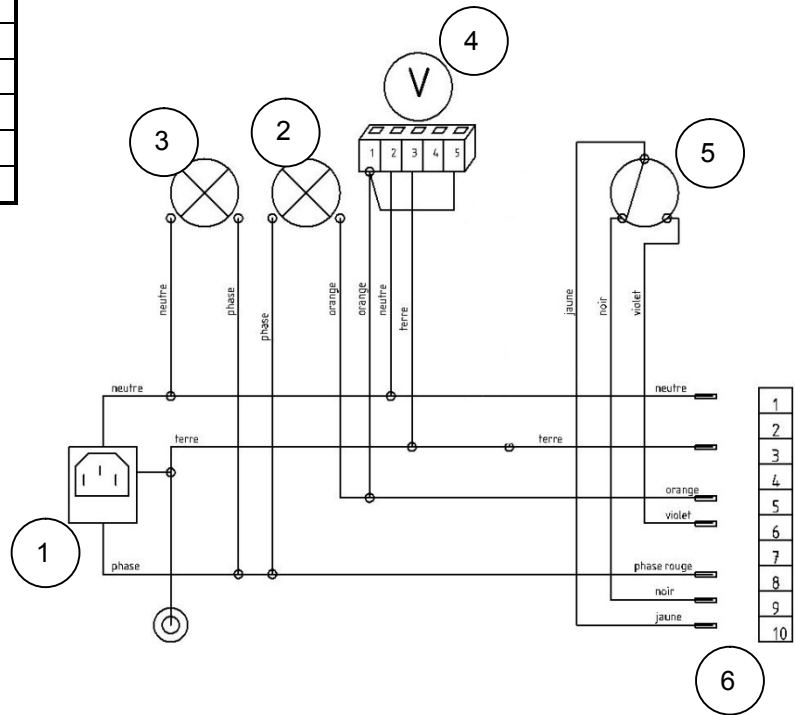 4
V
3
2
5
1 2 3 4 5
neutre
phase
phase
orange
orange
neutre
terre
jaune
noir
violet
neutre
neutre
1
2
terre
terre
3
4
orange
5
violet
6
7
1
phase
phase rouge
8
noir
9
jaune
10
6